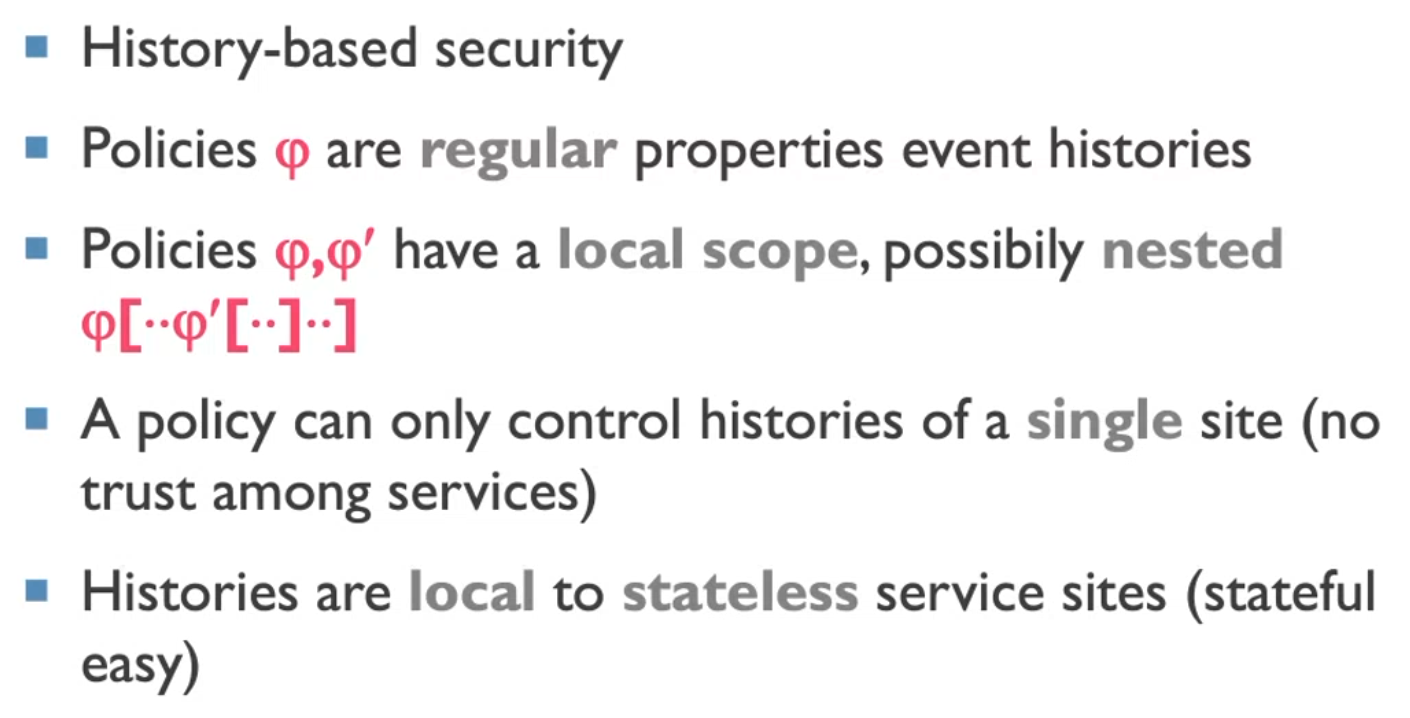 ▪ History-based security
▪ Policies φ are regular properties event histories
▪ Policies φ,φ′ have a local scope, possibily nested
φ[··φ′[··]··]
▪ A policy can only control histories of a single site (no
trust among services)
▪ Histories are local to stateless service sites (stateful
easy)